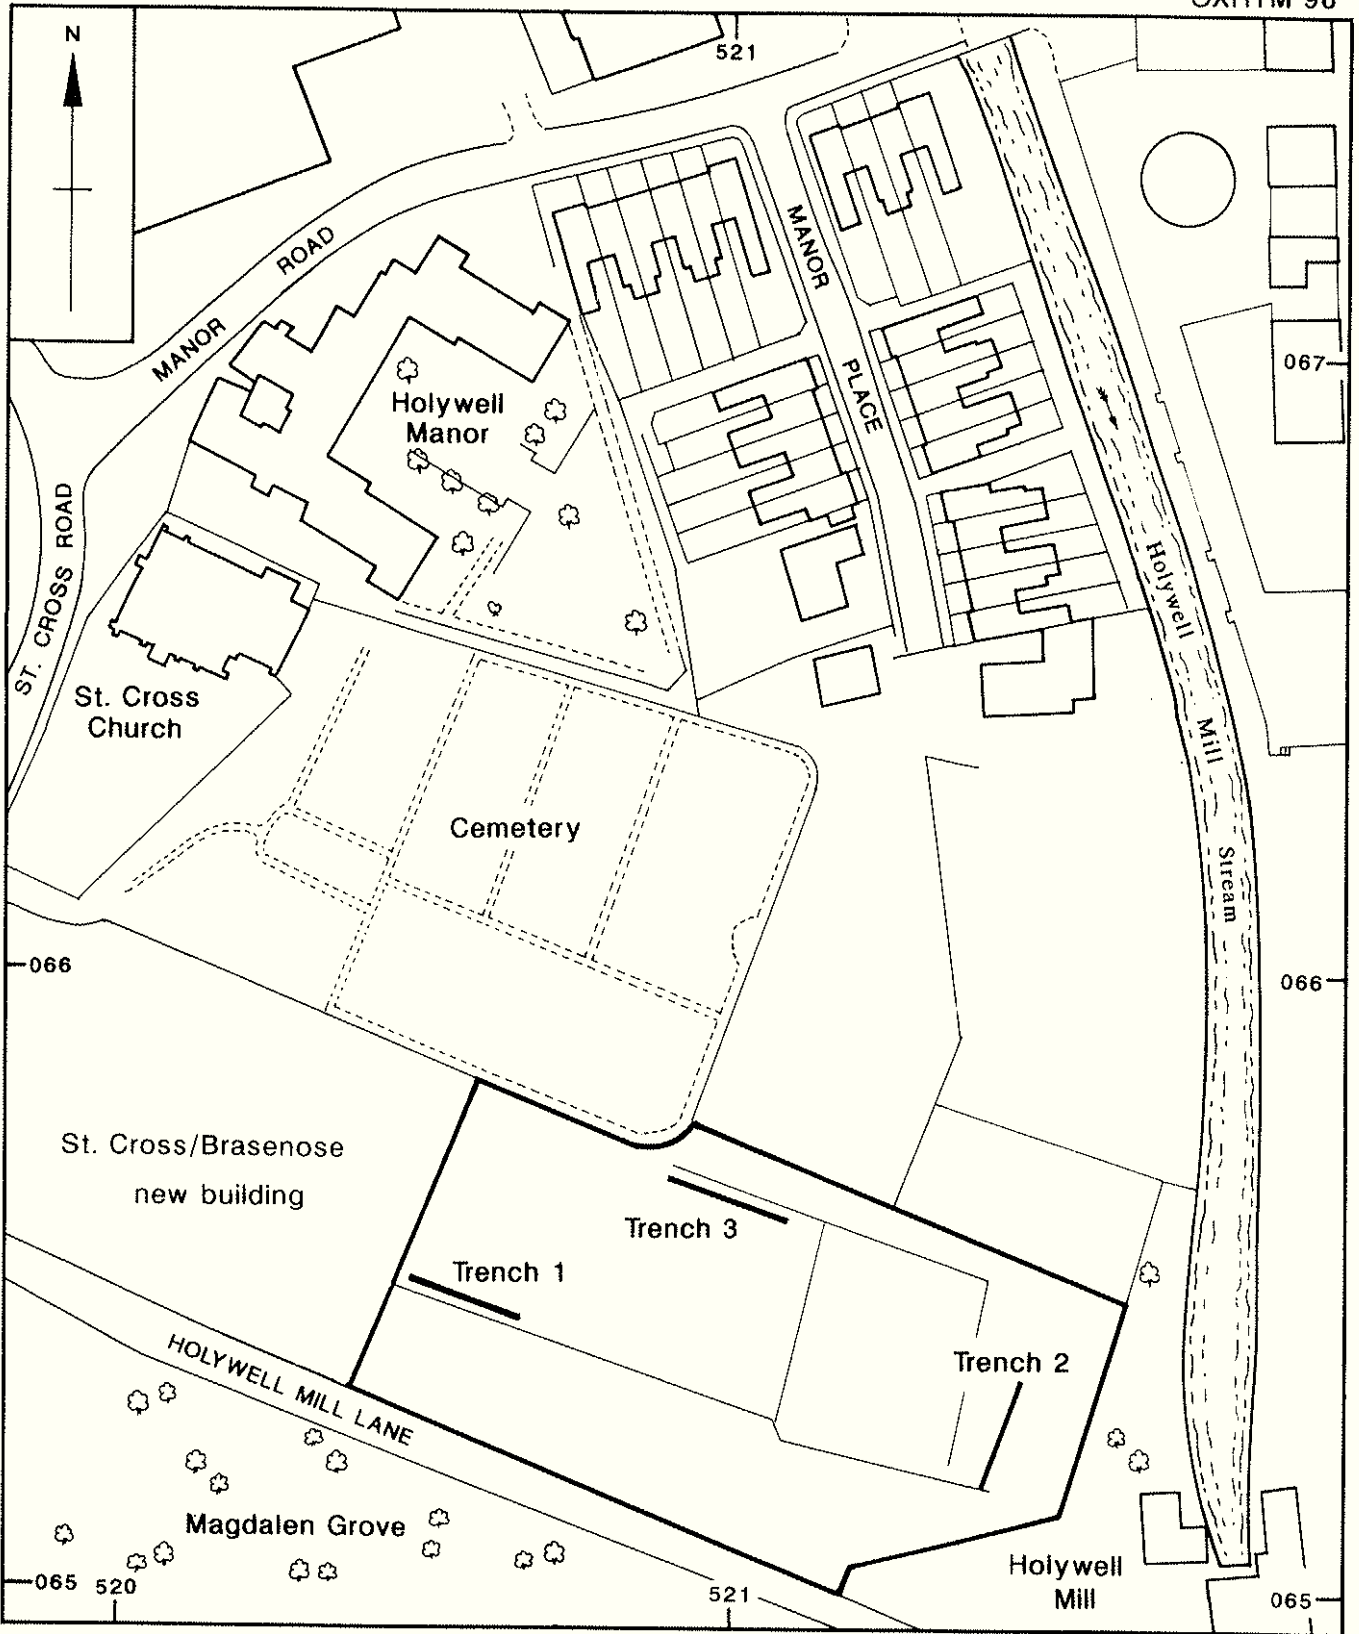 N
521
MANOR ROAD
MANOR
PLACE
067
Holywell
Manor
ST. CROSS ROAD
St. Cross
Church
Holywell
Mill
Stream
Cemetery
066
066
St. Cross/Brasenose
new building
Trench 3
Trench 1
Trench 2
HOLYWELL MILL LANE
Magdalen Grove
Holywell
Mill
065
520
521
065